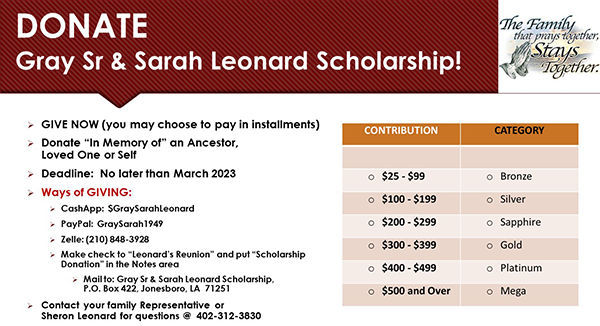 DONATE
Gray Sr & Sarah Leonard Scholarship!
The Family
that prays together,
Stays
Together.
➢ GIVE NOW (you may choose to pay in installments)
➢ Donate “In Memory of” an Ancestor,
Loved One or Self
➢ Deadline: No later than March 2023
➢ Ways of GIVING:
➢ CashApp: $GraySarahLeonard
➢ PayPal: GraySarah1949
➢ Zelle: (210) 848-3928
➢ Make check to “Leonard’s Reunion” and put “Scholarship
Donation” in the Notes area
➢ Mail to: Gray Sr & Sarah Leonard Scholarship,
P.O. Box 422, Jonesboro, LA 71251
➢ Contact your family Representative or
Sheron Leonard for questions @ 402-312-3830
CONTRIBUTION CATEGORY
o $25 - $99 o Bronze
o $100 - $199 o Silver
o $200 - $299 o Sapphire
o $300 - $399 o Gold
o $400 - $499 o Platinum
o $500 and Over o Mega